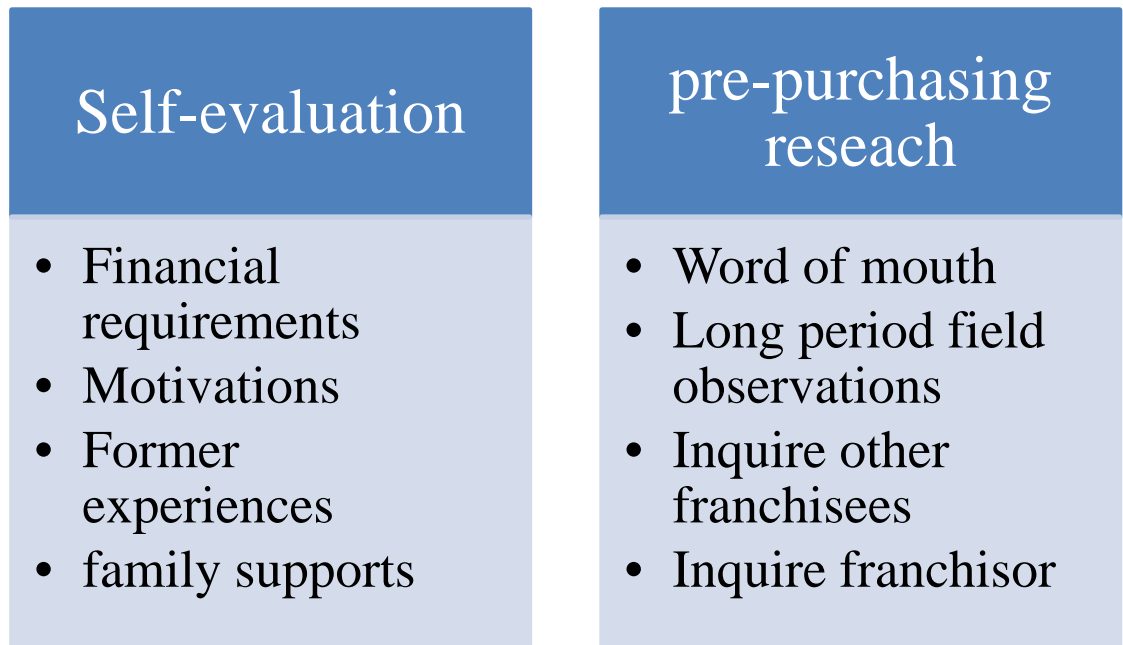 Self-evaluation
• Financial
requirements
• Motivations
• Former
experiences
• family supports
pre-purchasing
reseach
• Word of mouth
• Long period field
observations
• Inquire other
franchisees
• Inquire franchisor